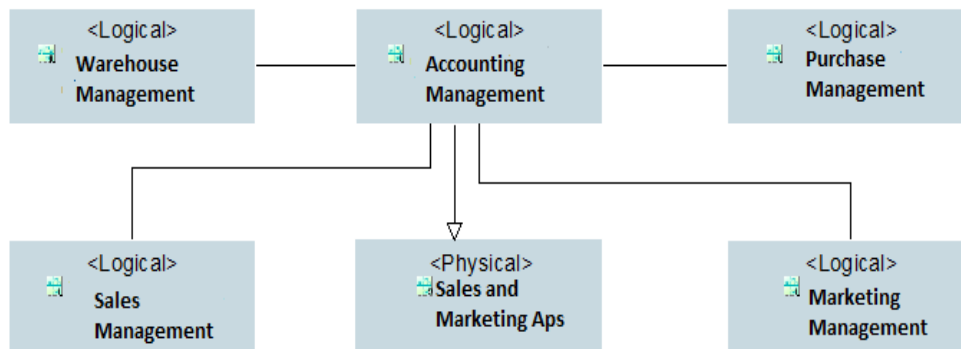 <Logical>
Warehouse
Management
<Logical>
Accounting
Management
<Logical>
Purchase
Management
<Logical>
Sales
Management
<Physical>
Sales and
Marketing Aps
<Logical>
Marketing
Management